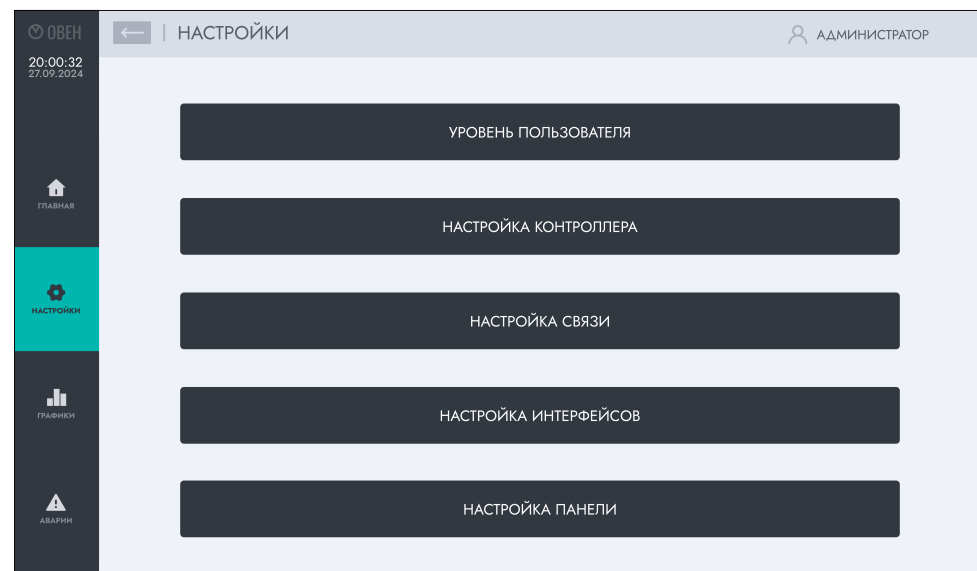 ОВЕН
НАСТРОЙКИ
АДМИНИСТРАТОР
20:00:32
27.09.2024
УРОВЕНЬ ПОЛЬЗОВАТЕЛЯ
ГЛАВНАЯ
НАСТРОЙКА КОНТРОЛЛЕРА
НАСТРОЙКИ
НАСТРОЙКА СВЯЗИ
ГРАФИКИ
НАСТРОЙКА ИНТЕРФЕЙСОВ
АВАРИИ
НАСТРОЙКА ПАНЕЛИ